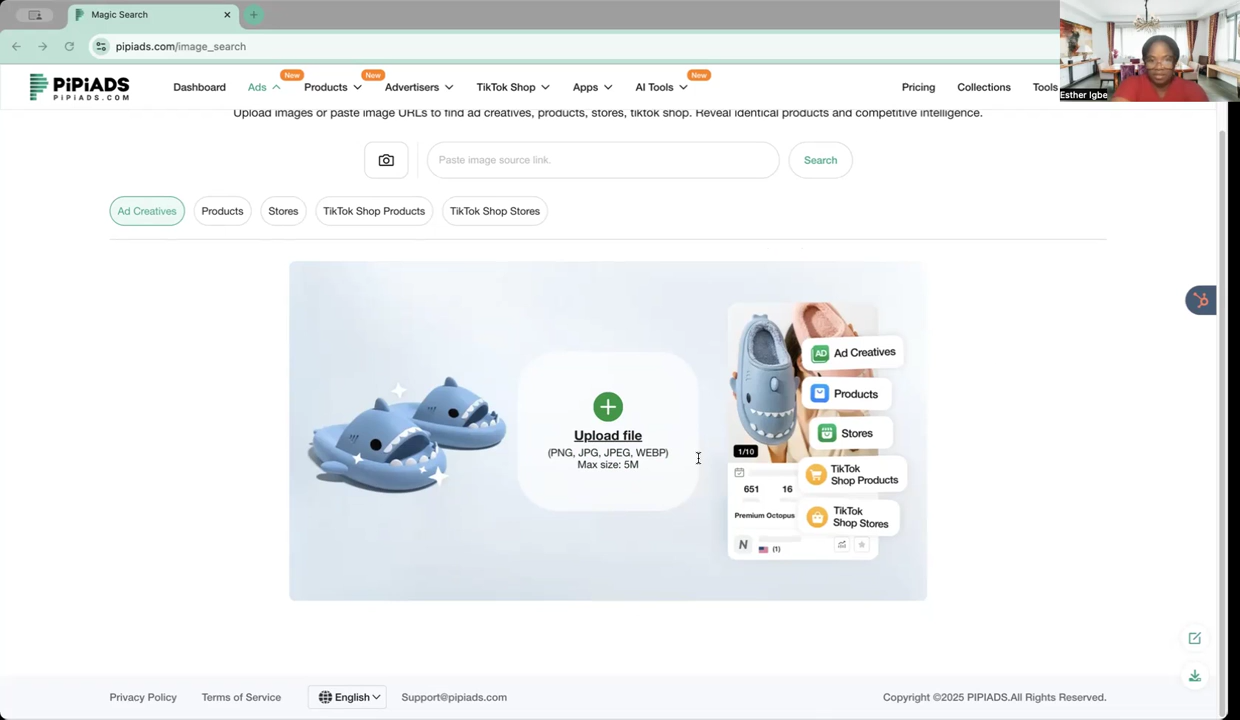 Magic Search
pipiads.com/image_search
Esther Igbe
PiPiADS
PIPIADS.COM
Dashboard
Ads
New
Products
New
Advertisers
TikTok Shop
Apps
AI Tools
New
Pricing
Collections
Tools
Upload images or paste image URLs to find ad creatives, products, stores, tiktok shop. Reveal identical products and competitive intelligence.
Paste image source link.
Search
Ad Creatives
Products
Stores
TikTok Shop Products
TikTok Shop Stores
Upload file
(PNG, JPG, JPEG, WEBP)
Max size: 5M
AD Ad Creatives
Products
Stores
TikTok
Shop Products
TikTok
Shop Stores
1/10
651
16
Premium Octopus
N
(1)
Privacy Policy
Terms of Service
English
Support@pipiads.com
Copyright ©2025 PIPIADS.All Rights Reserved.